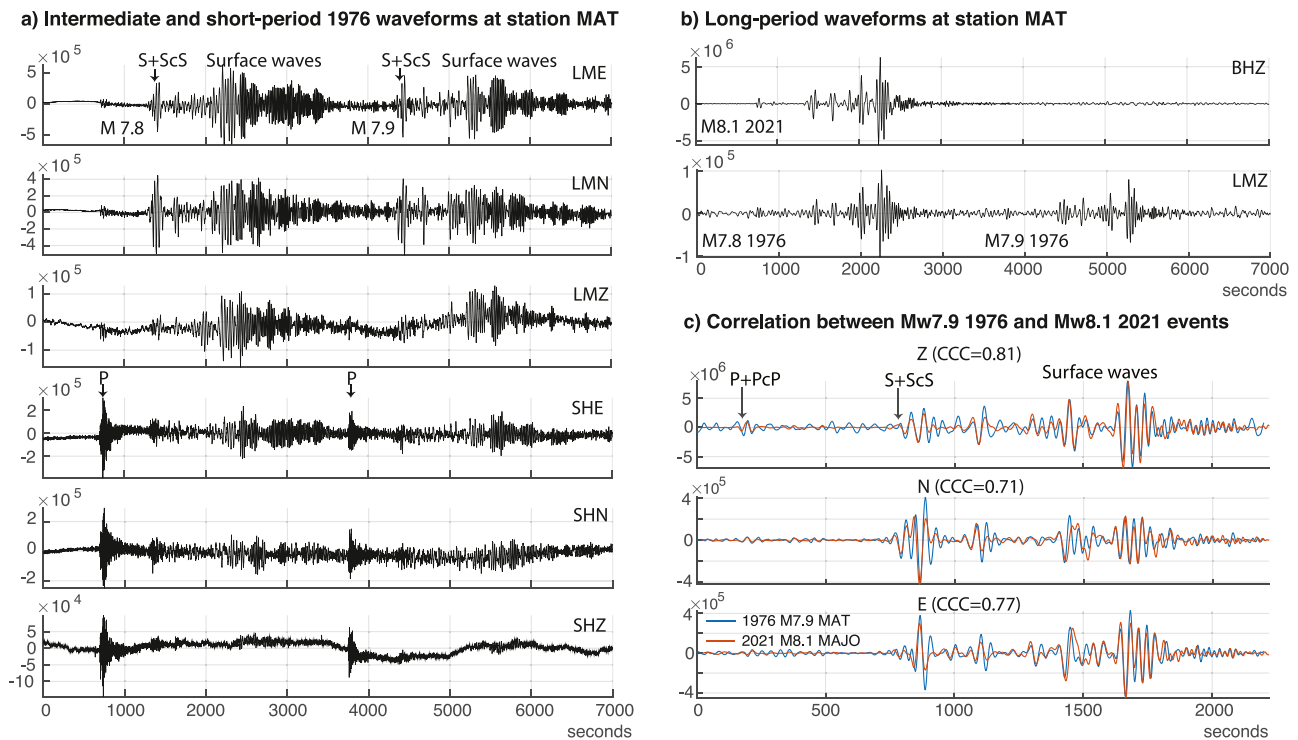 a) Intermediate and short-period 1976 waveforms at station MAT
×10 5
S+ScS
Surface waves
S+ScS
Surface waves
LME
5
0
-5
M 7.8
M 7.9
×10 5
LMN
4
2
0
-2
-4
×10 5
LMZ
1
0
-1
×10 5
P
P
SHE
2
0
-2
×10 5
SHN
2
0
-2
×10 4
SHZ
5
0
-5
-10
0 1000 2000 3000 4000 5000 6000 7000
seconds
b) Long-period waveforms at station MAT
×10 6
BHZ
5
0
-5
M8.1 2021
×10 5
LMZ
1
0
-1
M7.8 1976
M7.9 1976
0 1000 2000 3000 4000 5000 6000 7000
seconds
c) Correlation between Mw7.9 1976 and Mw8.1 2021 events
Z (CCC=0.81)
×10 6
P+PcP
S+ScS
Surface waves
5
0
-5
N (CCC=0.71)
×10 5
4
0
-4
E (CCC=0.77)
×10 5
4
0
-4
1976 M7.9 MAT
2021 M8.1 MAJO
0 500 1000 1500 2000
seconds